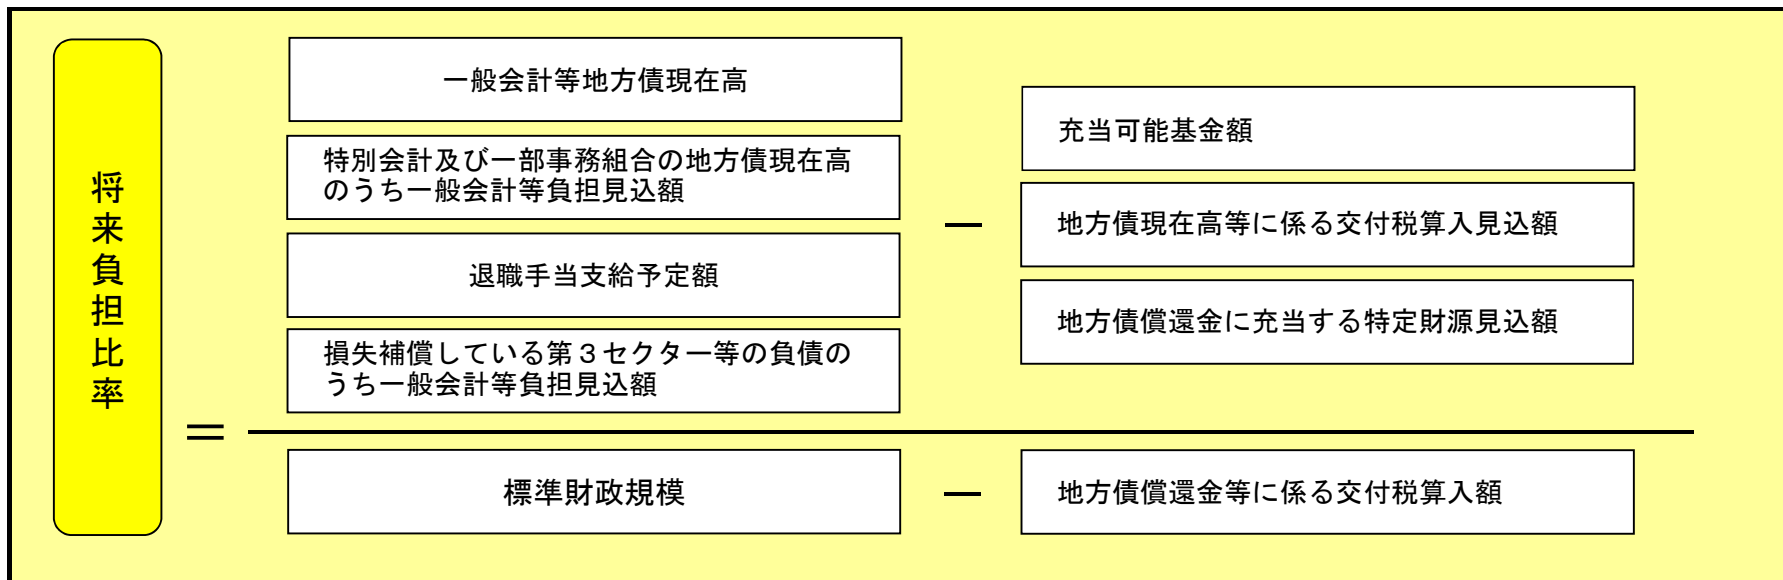 将来負担比率
＝
一般会計等地方債現在高
特別会計及び一部事務組合の地方債現在高
のうち一般会計等負担見込額
退職手当支給予定額
損失補償している第３セクター等の負債の
うち一般会計等負担見込額
－
充当可能基金額
地方債現在高等に係る交付税算入見込額
地方債償還金に充当する特定財源見込額
標準財政規模
－
地方債償還金等に係る交付税算入額